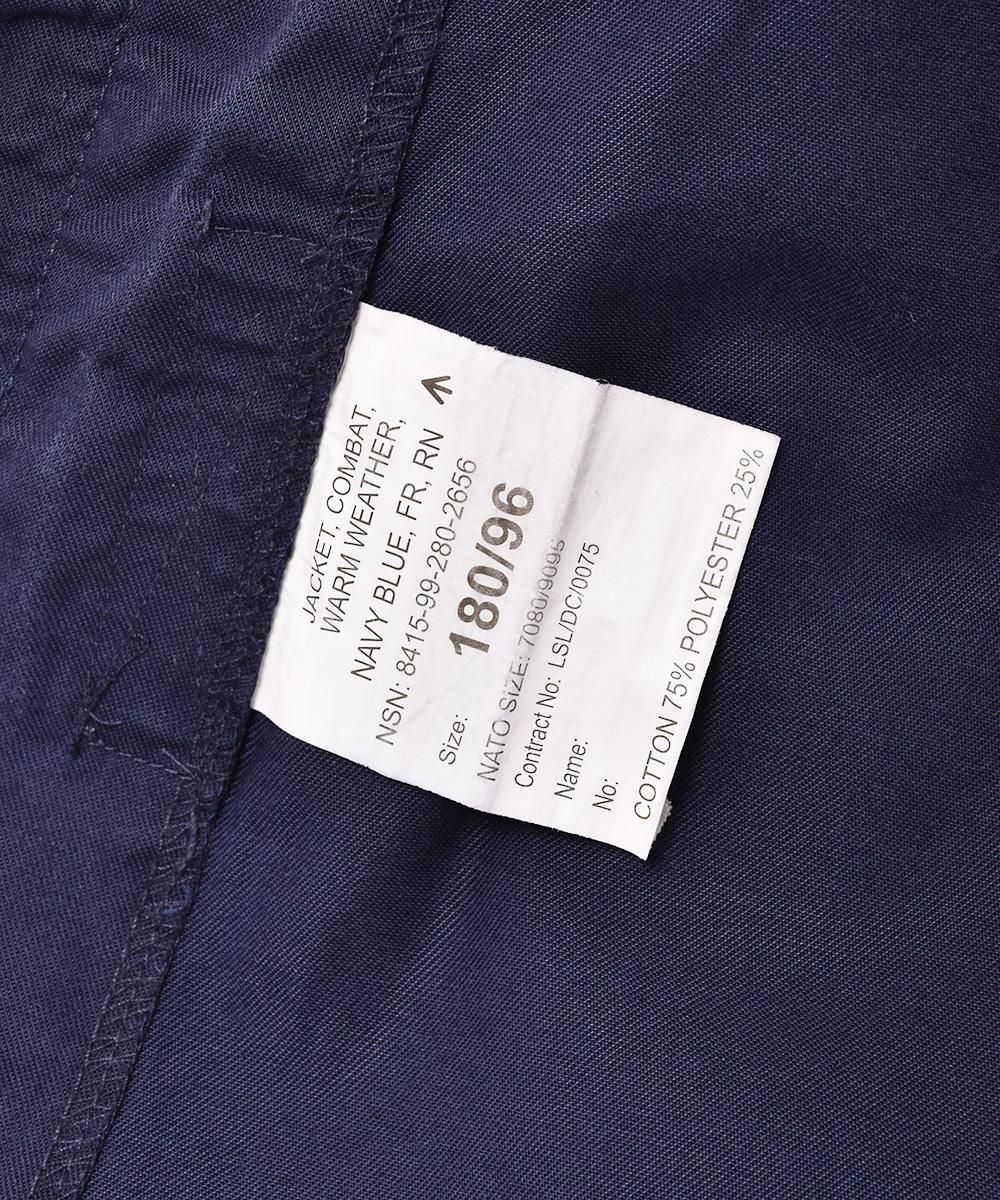 JACKET, COMBAT,
WARM WEATHER,
NAVY BLUE, FR, RN
NSN: 8415-99-280-2656
Size: 180/96
NATO SIZE: 7080/9095
Contract No: LSL/DC/0075
Name:
No:
COTTON 75% POLYESTER 25%